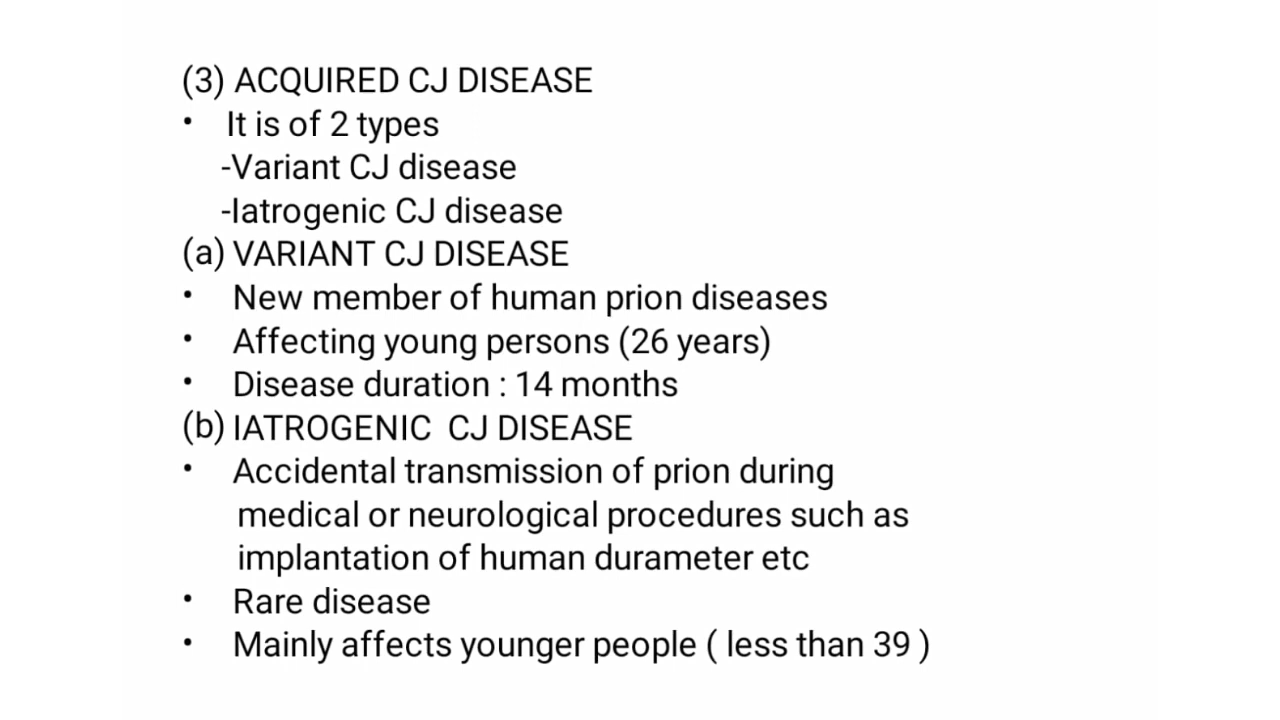 (3) ACQUIRED CJ DISEASE
• It is of 2 types
-Variant CJ disease
-Iatrogenic CJ disease
(a) VARIANT CJ DISEASE
• New member of human prion diseases
• Affecting young persons (26 years)
• Disease duration : 14 months
(b) IATROGENIC CJ DISEASE
• Accidental transmission of prion during
medical or neurological procedures such as
implantation of human durameter etc
• Rare disease
• Mainly affects younger people ( less than 39 )